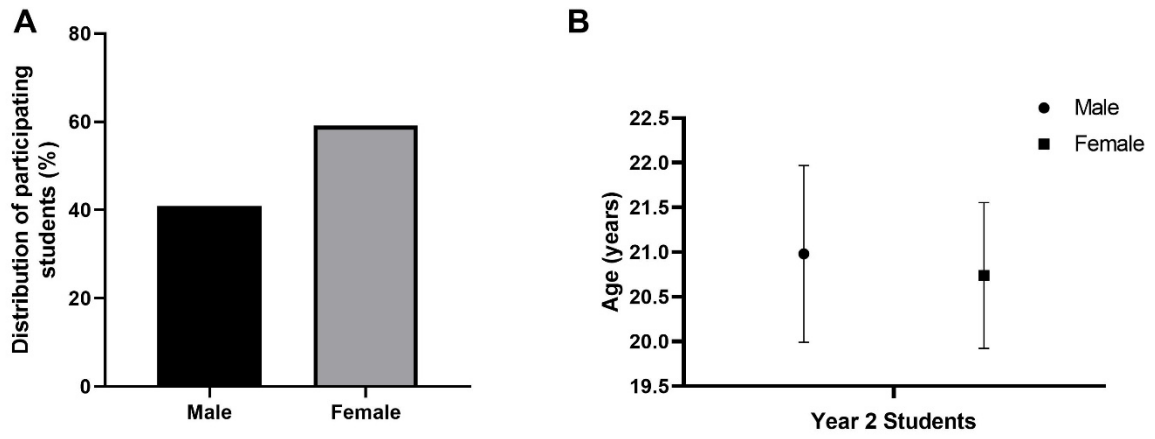 A
Distribution of participating
students (%)
80
60
40
20
0
Male
Female
B
Age (years)
22.5
22.0
21.5
21.0
20.5
20.0
19.5
Year 2 Students
Male
Female